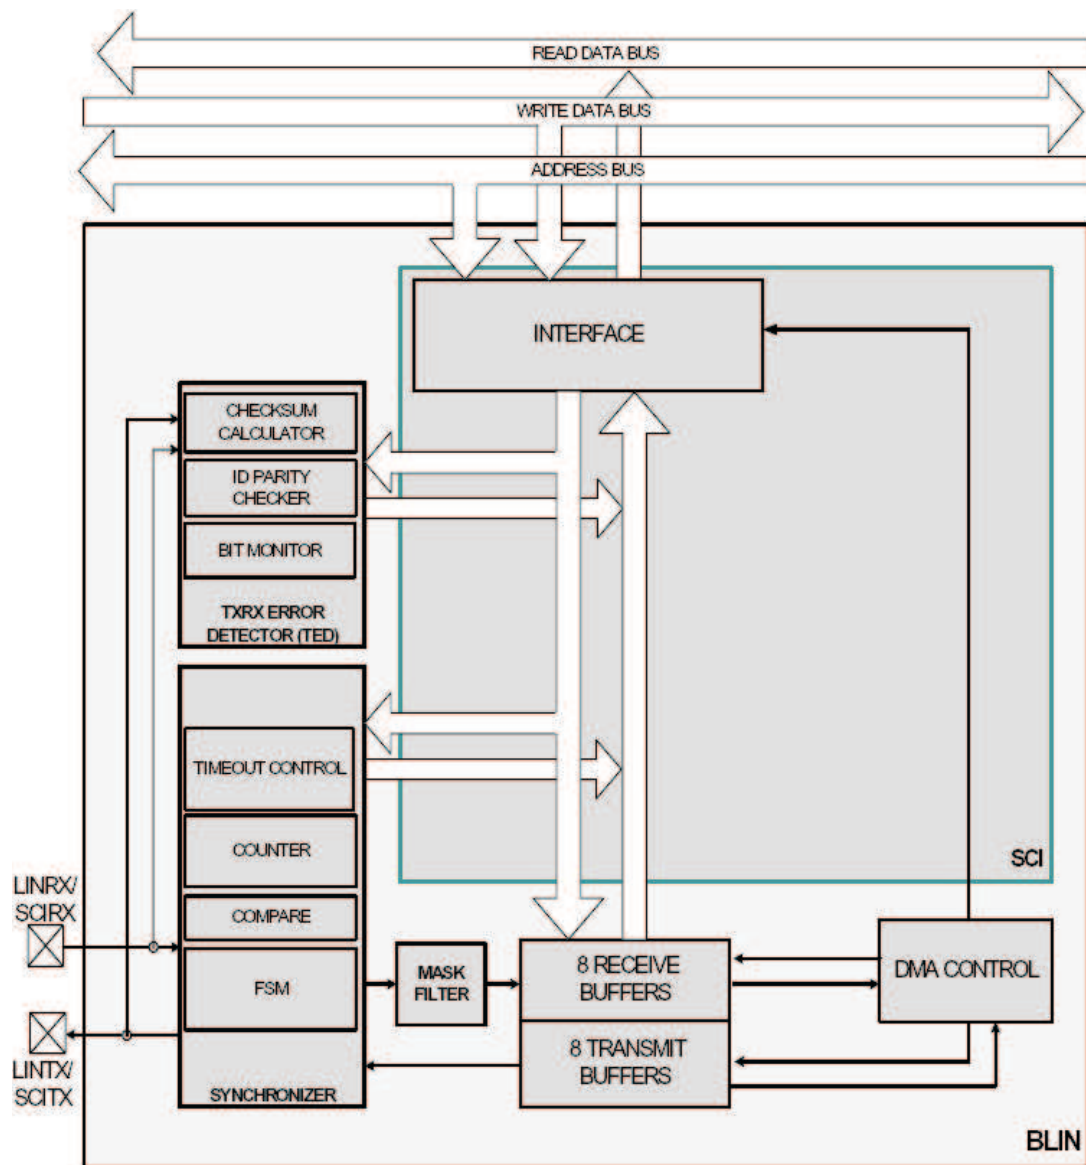 READ DATA BUS
WRITE DATA BUS
ADDRESS BUS
INTERFACE
CHECKSUM
CALCULATOR
ID PARITY
CHECKER
BIT MONITOR
TXRX ERROR
DETECTOR (TED)
TIMEOUT CONTROL
COUNTER
COMPARE
FSM
SYNCHRONIZER
SCI
LINRX/
SCIRX
LINTX/
SCITX
MASK
FILTER
8 RECEIVE
BUFFERS
8 TRANSMIT
BUFFERS
DMA CONTROL
BLIN